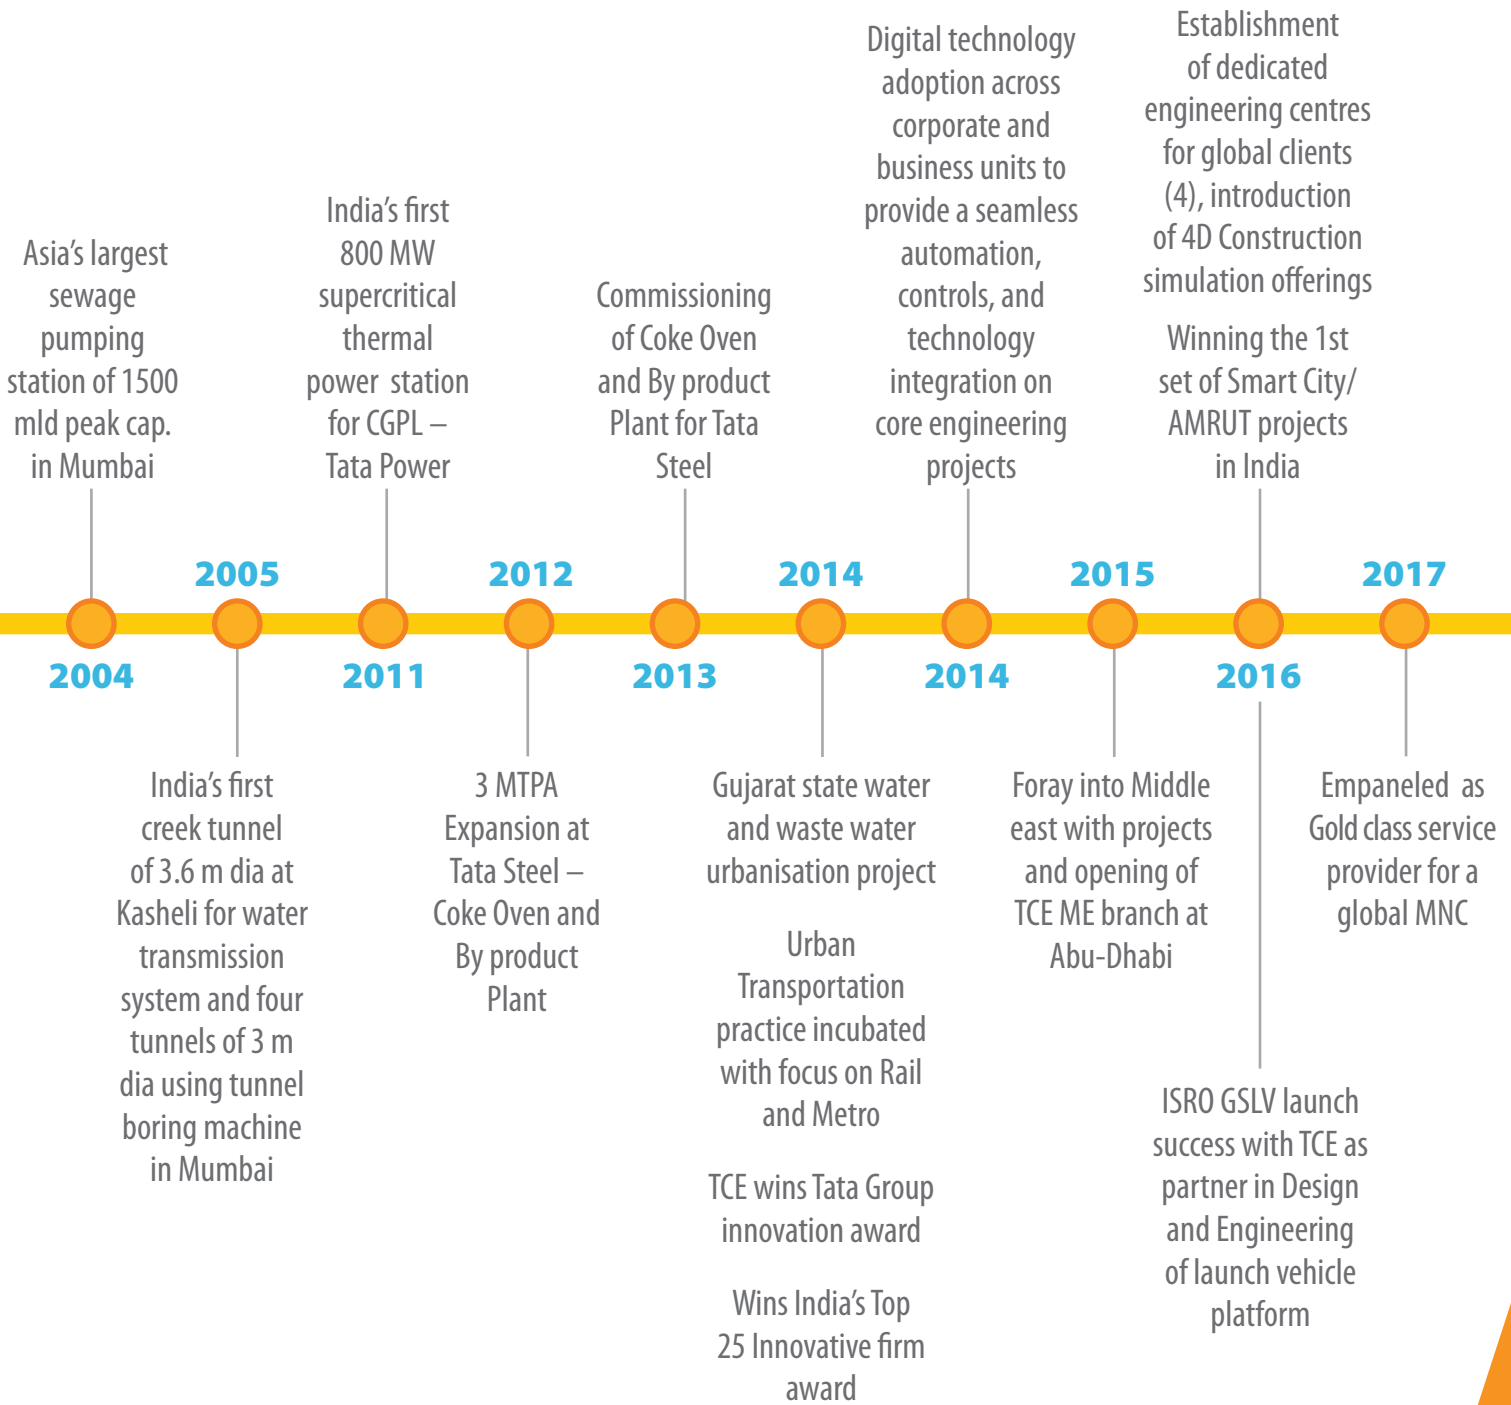 Asia’s largest
sewage
pumping
station of 1500
mld peak cap.
in Mumbai
2004
2005
India’s first
creek tunnel
of 3.6 m dia at
Kasheli for water
transmission
system and four
tunnels of 3 m
dia using tunnel
boring machine
in Mumbai
India’s first
800 MW
supercritical
thermal
power station
for CGPL –
Tata Power
2011
2012
3 MTPA
Expansion at
Tata Steel –
Coke Oven and
By product
Plant
Commissioning
of Coke Oven
and By product
Plant for Tata
Steel
2013
2014
Gujarat state water
and waste water
urbanisation project
Urban
Transportation
practice incubated
with focus on Rail
and Metro
TCE wins Tata Group
innovation award
Wins India’s Top
25 Innovative firm
award
Digital technology
adoption across
corporate and
business units to
provide a seamless
automation,
controls, and
technology
integration on
core engineering
projects
2014
2015
Foray into Middle
east with projects
and opening of
TCE ME branch at
Abu-Dhabi
Establishment
of dedicated
engineering centres
for global clients
(4), introduction
of 4D Construction
simulation offerings
Winning the 1st
set of Smart City/
AMRUT projects
in India
2016
ISRO GSLV launch
success with TCE as
partner in Design
and Engineering
of launch vehicle
platform
2017
Empaneled as
Gold class service
provider for a
global MNC